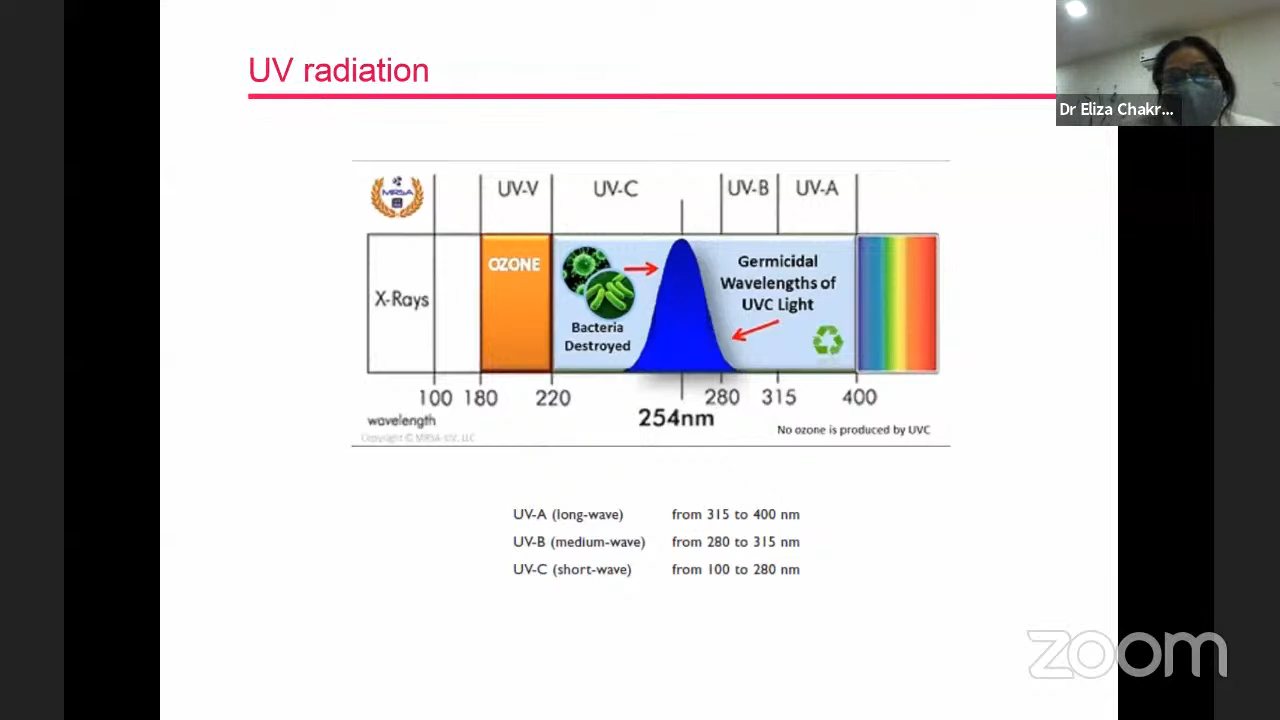 UV radiation
Dr Eliza Chakr...
MRSA
UV-V
UV-C
UV-B
UV-A
X-Rays
OZONE
Bacteria
Destroyed
Germicidal
Wavelengths of
UVC Light
100
180
220
254nm
280
315
400
wavelength
No ozone is produced by UVC
UV-A (long-wave) from 315 to 400 nm
UV-B (medium-wave) from 280 to 315 nm
UV-C (short-wave) from 100 to 280 nm
zoom